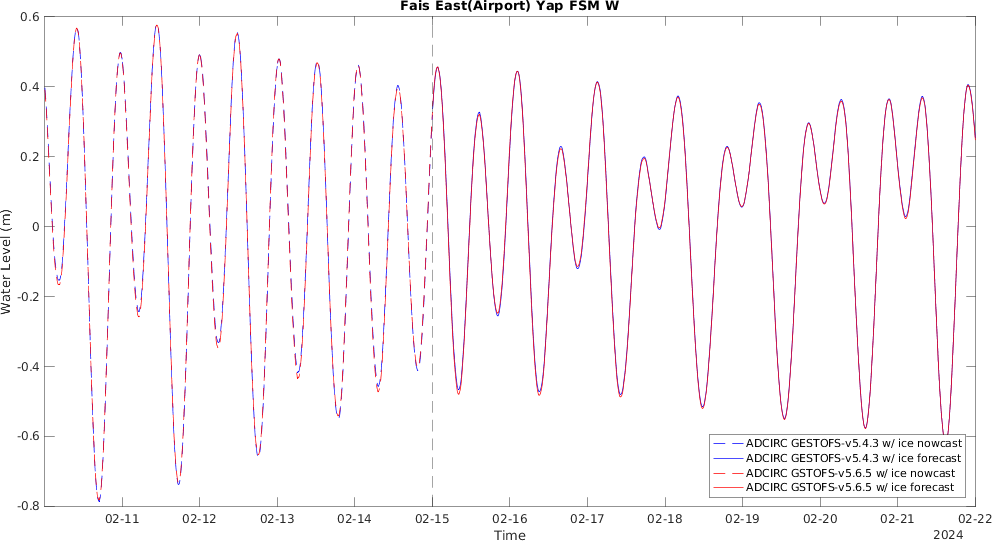 Fais East(Airport) Yap FSM W
0.6
0.4
0.2
0
-0.2
-0.4
-0.6
-0.8
Water Level (m)
02-11 02-12 02-13 02-14 02-15 02-16 02-17 02-18 02-19 02-20 02-21 02-22
Time
2024
ADCIRC GESTOFS-v5.4.3 w/ ice nowcast
ADCIRC GESTOFS-v5.4.3 w/ ice forecast
ADCIRC GSTOFS-v5.6.5 w/ ice nowcast
ADCIRC GSTOFS-v5.6.5 w/ ice forecast